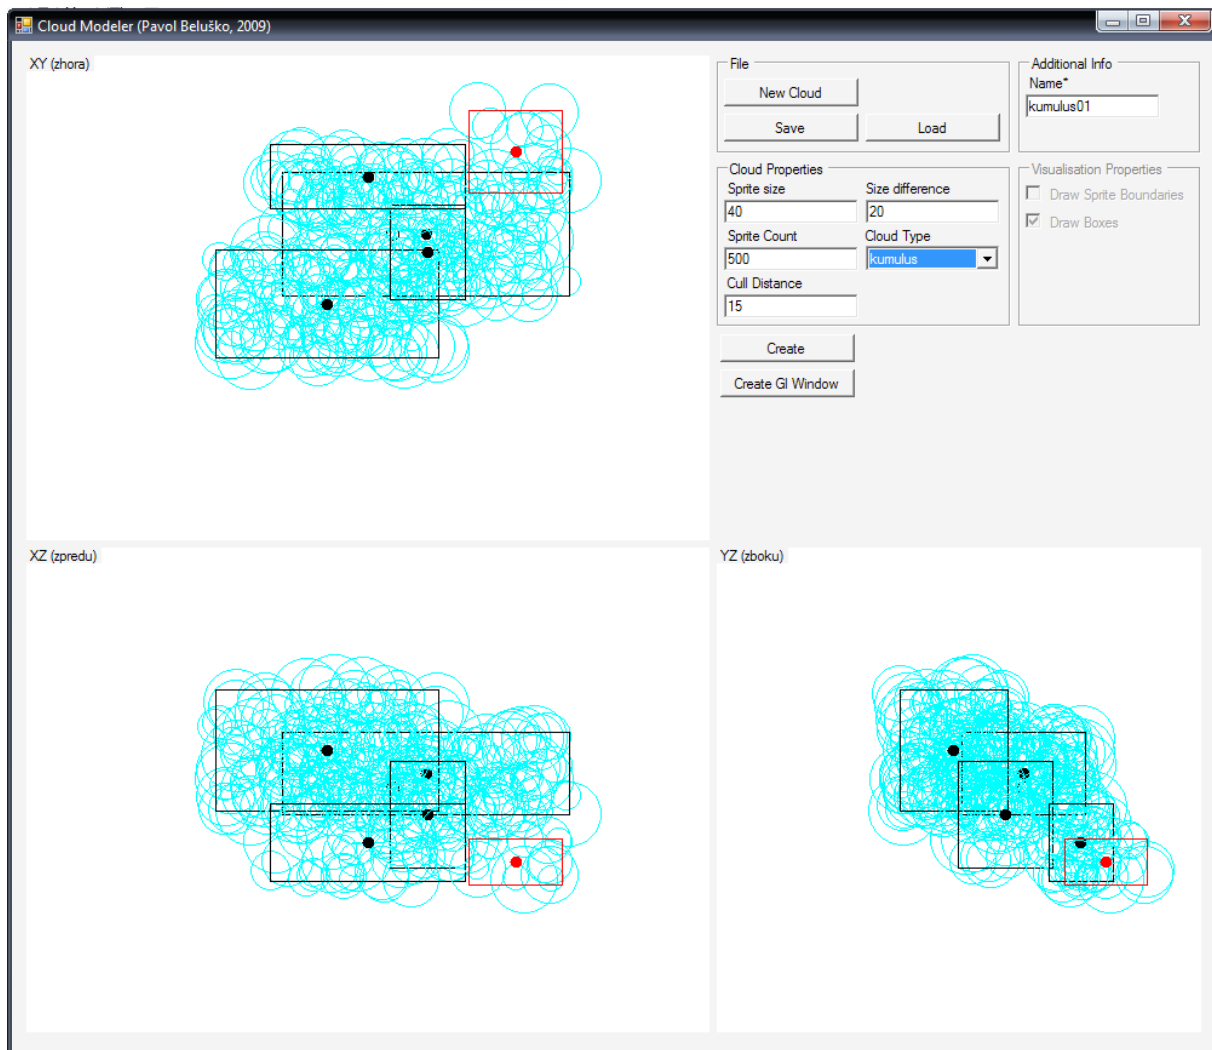 Cloud Modeler (Pavol Beluško, 2009)
XY (zhora)
File
New Cloud
Save
Load
Additional Info
Name*
kumulus01
Cloud Properties
Sprite size
Size difference
40
20
Sprite Count
Cloud Type
500
kumulus
Cull Distance
15
Visualisation Properties
Draw Sprite Boundaries
Draw Boxes
Create
Create GI Window
XZ (zpredu)
YZ (zboku)